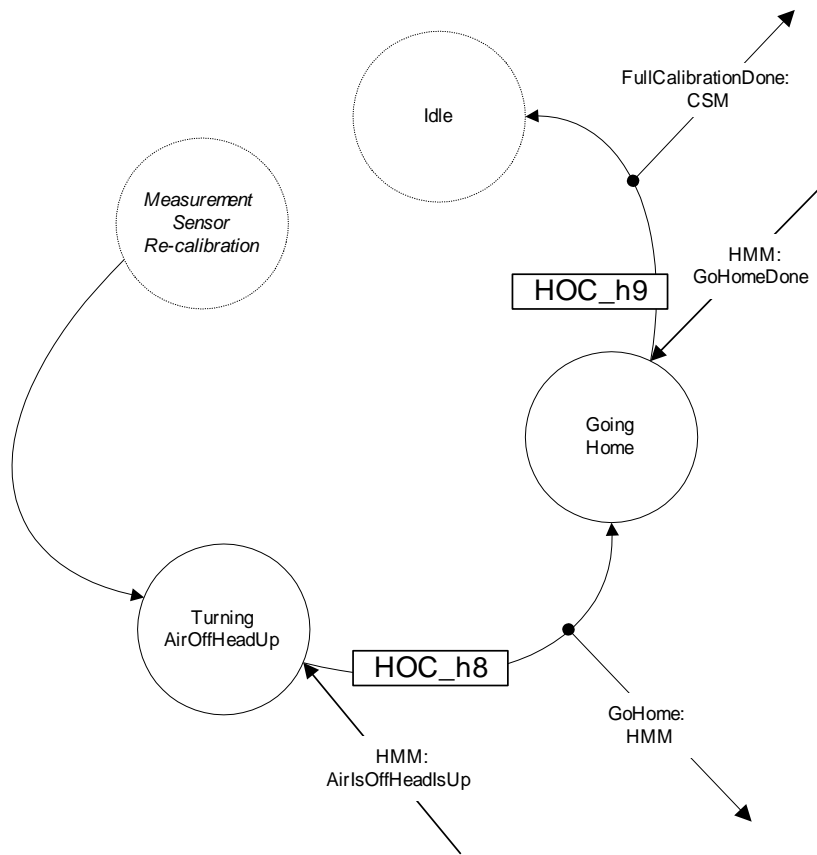 FullCalibrationDone:
CSM
Idle
Measurement
Sensor
Re-calibration
HMM:
GoHomeDone
HOC_h9
Going
Home
Turning
AirOffHeadUp
HOC_h8
GoHome:
HMM
HMM:
AirIsOffHeadIsUp